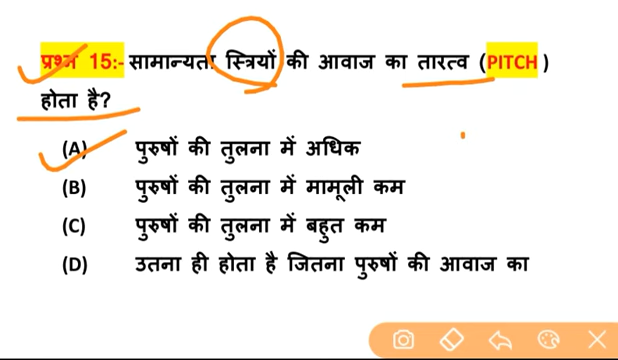 प्रश्न 15:- सामान्यता स्त्रियों की आवाज का तारत्व (PITCH)
होता है?
(A) पुरुषों की तुलना में अधिक
(B) पुरुषों की तुलना में मामूली कम
(C) पुरुषों की तुलना में बहुत कम
(D) उतना ही होता है जितना पुरुषों की आवाज का